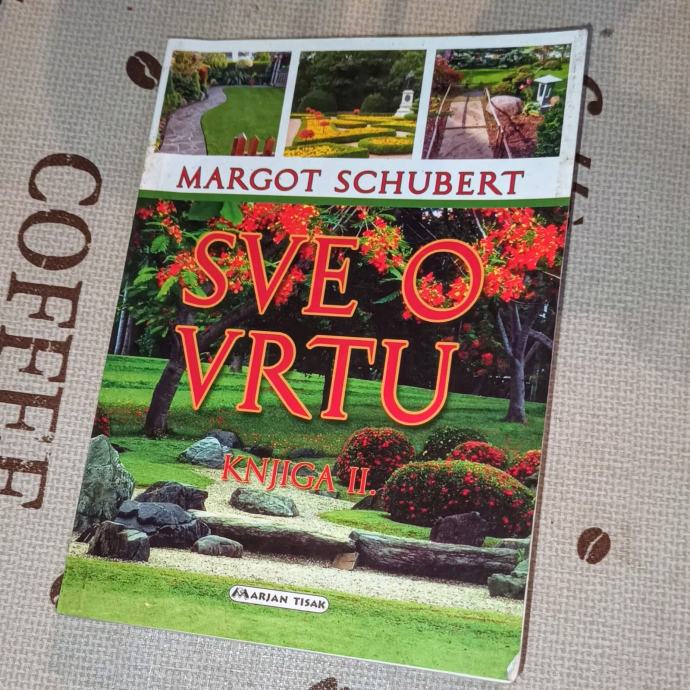 MARGOT SCHUBERT
SVE O
VRTU
KNJIGA II.
MARJAN TISAK
COFFEE